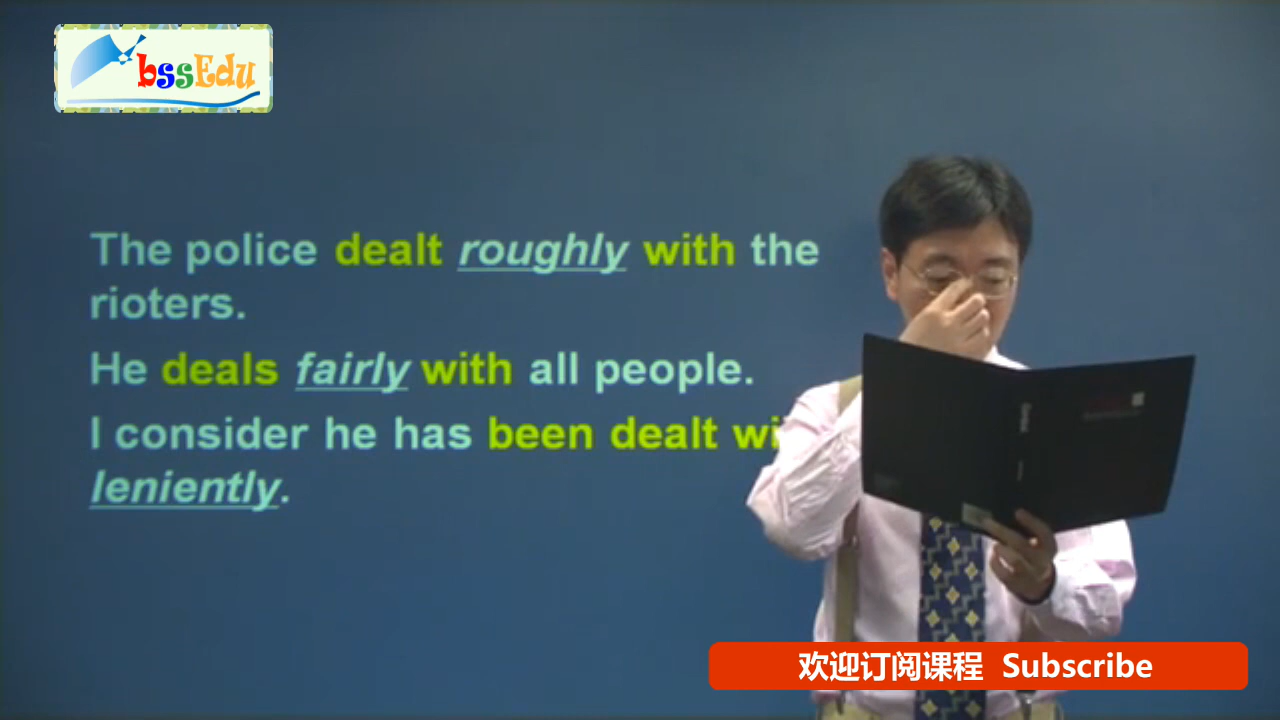 bssEdu
The police dealt roughly with the
rioters.
He deals fairly with all people.
I consider he has been dealt
leniently.
欢迎订阅课程 Subscribe